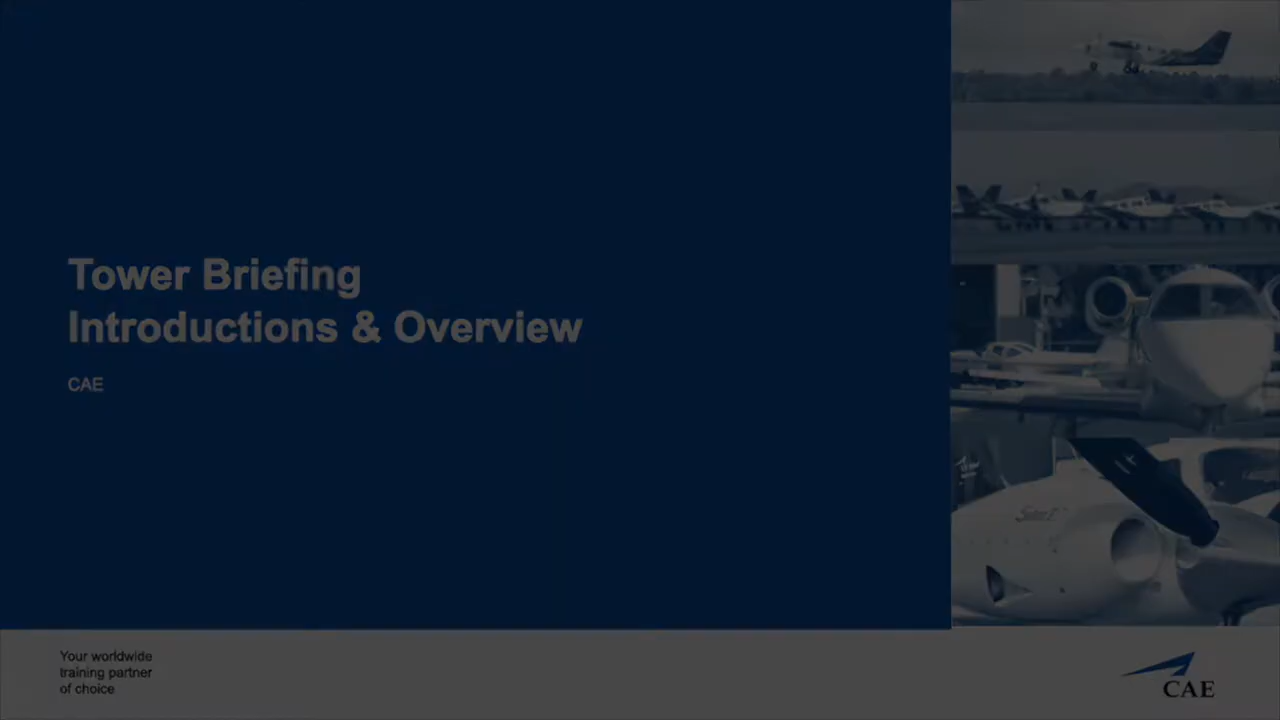 Tower Briefing
Introductions & Overview
CAE
Your worldwide
training partner
of choice
CAE